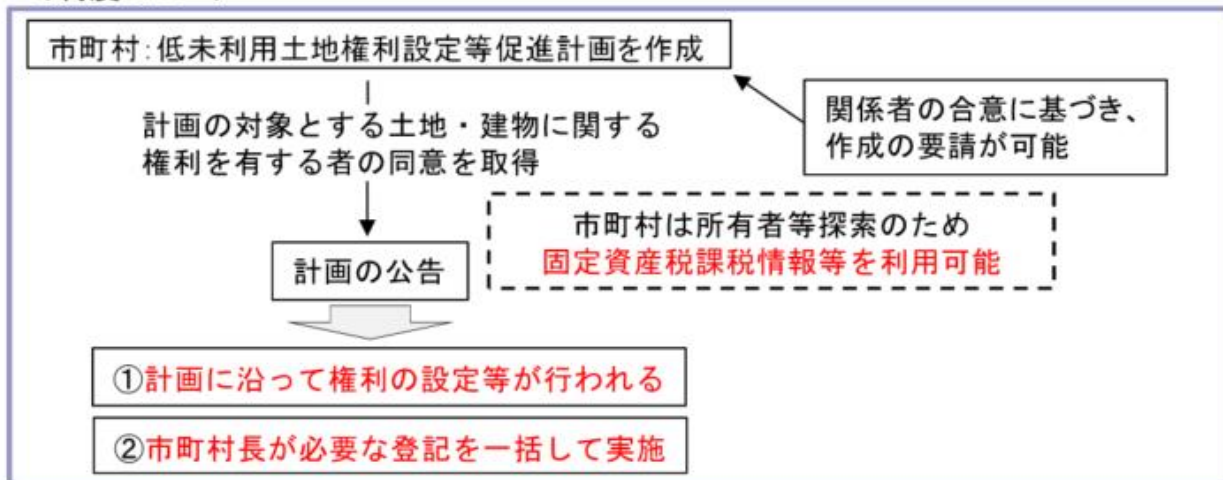 市町村：低未利用土地権利設定等促進計画を作成
関係者の合意に基づき、
作成の要請が可能
計画の対象とする土地・建物に関する
権利を有する者の同意を取得
市町村は所有者等探索のため
固定資産税課税情報等を利用可能
計画の公告
①計画に沿って権利の設定等が行われる
②市町村長が必要な登記を一括して実施